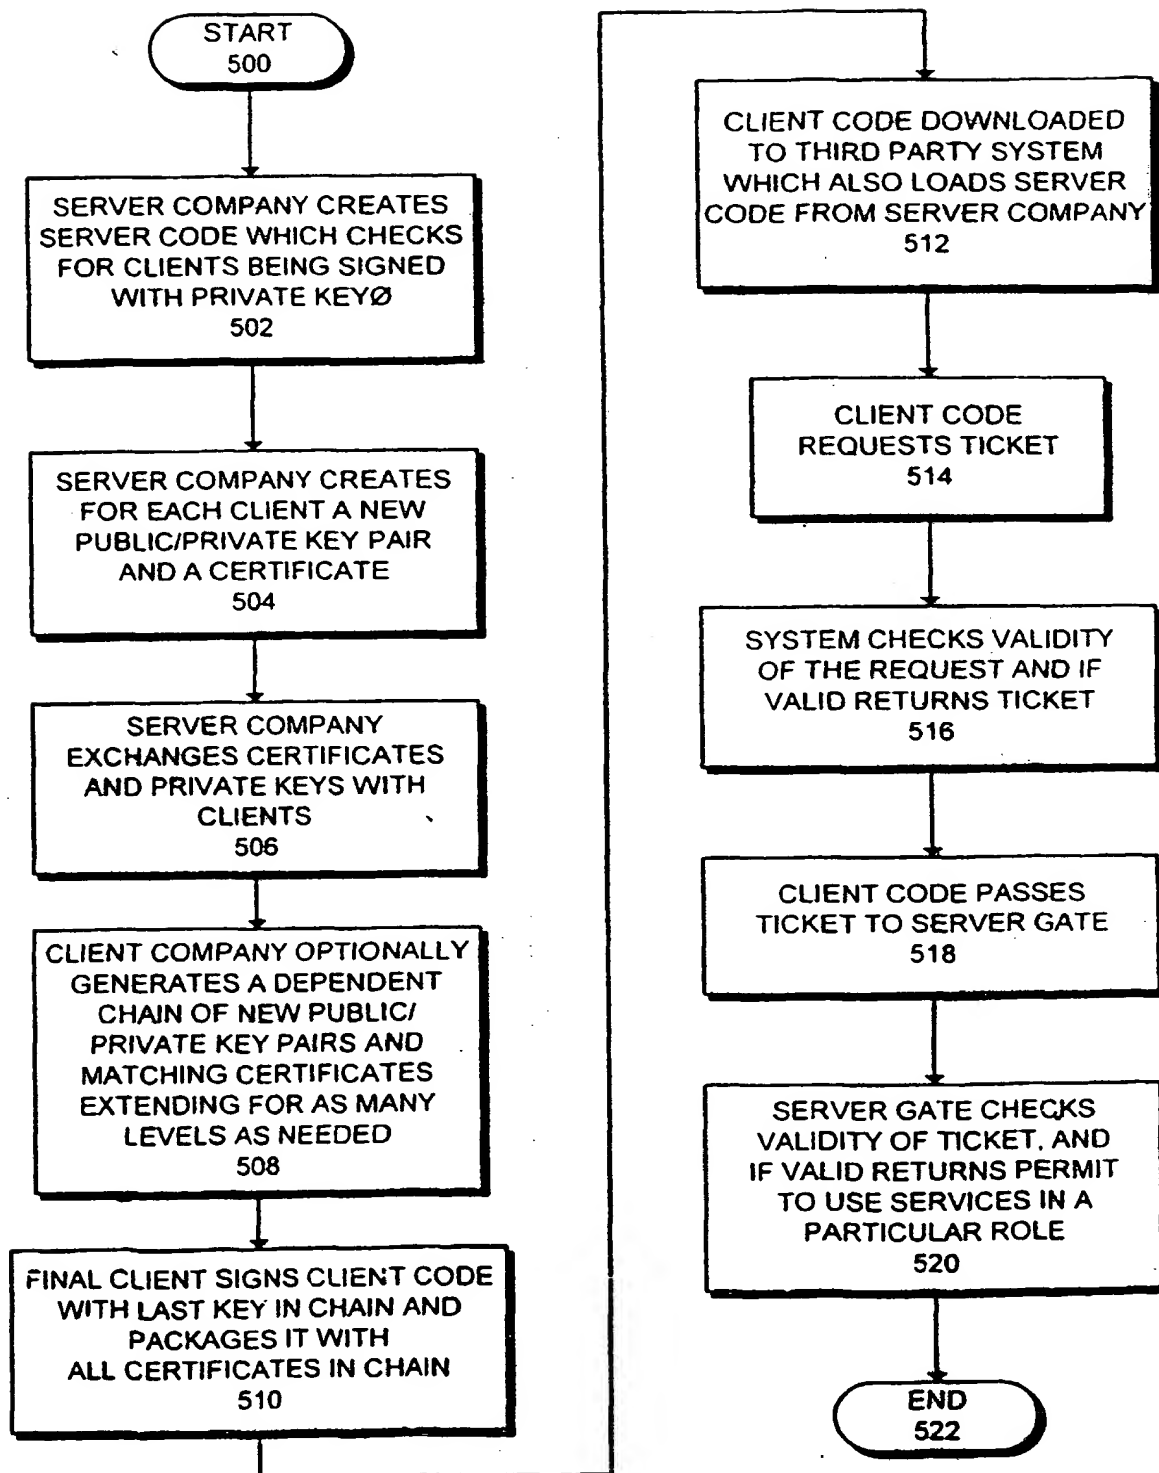 START
500
SERVER COMPANY CREATES
SERVER CODE WHICH CHECKS
FOR CLIENTS BEING SIGNED
WITH PRIVATE KEYØ
502
SERVER COMPANY CREATES
FOR EACH CLIENT A NEW
PUBLIC/PRIVATE KEY PAIR
AND A CERTIFICATE
504
SERVER COMPANY
EXCHANGES CERTIFICATES
AND PRIVATE KEYS WITH
CLIENTS
506
CLIENT COMPANY OPTIONALLY
GENERATES A DEPENDENT
CHAIN OF NEW PUBLIC/
PRIVATE KEY PAIRS AND
MATCHING CERTIFICATES
EXTENDING FOR AS MANY
LEVELS AS NEEDED
508
FINAL CLIENT SIGNS CLIENT CODE
WITH LAST KEY IN CHAIN AND
PACKAGES IT WITH
ALL CERTIFICATES IN CHAIN
510
CLIENT CODE DOWNLOADED
TO THIRD PARTY SYSTEM
WHICH ALSO LOADS SERVER
CODE FROM SERVER COMPANY
512
CLIENT CODE
REQUESTS TICKET
514
SYSTEM CHECKS VALIDITY
OF THE REQUEST AND IF
VALID RETURNS TICKET
516
CLIENT CODE PASSES
TICKET TO SERVER GATE
518
SERVER GATE CHECKS
VALIDITY OF TICKET, AND
IF VALID RETURNS PERMIT
TO USE SERVICES IN A
PARTICULAR ROLE
520
END
522